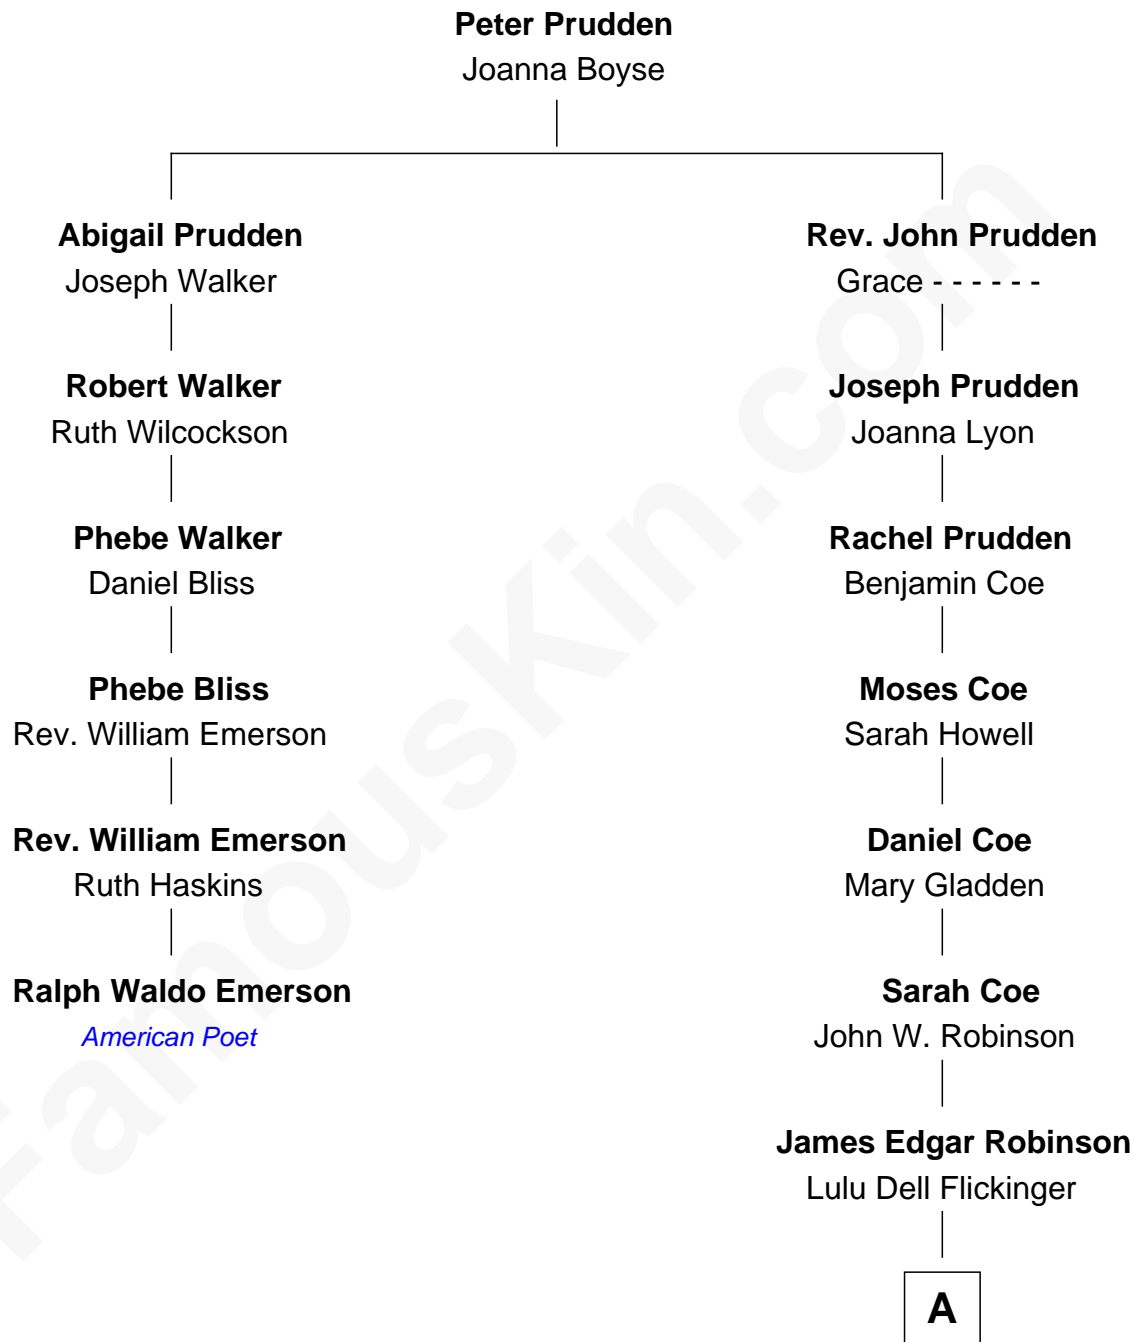 Peter Prudden
Joanna Boyse
Abigail Prudden
Joseph Walker
Rev. John Prudden
Grace - - - - - -
Robert Walker
Ruth Wilcockson
Joseph Prudden
Joanna Lyon
Phebe Walker
Daniel Bliss
Rachel Prudden
Benjamin Coe
Phebe Bliss
Rev. William Emerson
Moses Coe
Sarah Howell
Rev. William Emerson
Ruth Haskins
Daniel Coe
Mary Gladden
Ralph Waldo Emerson
American Poet
Sarah Coe
John W. Robinson
James Edgar Robinson
Lulu Dell Flickinger
A
FamousKin.com